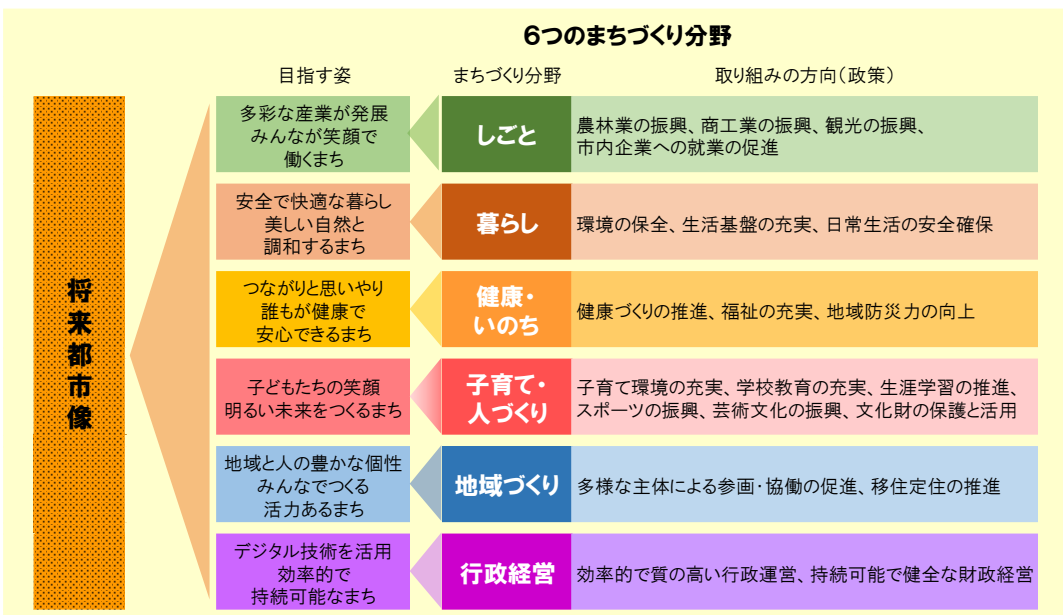 6つのまちづくり分野
目指す姿
まちづくり分野
取り組みの方向(政策)
将来都市像
多彩な産業が発展
みんなが笑顔で
働くまち
しごと
農林業の振興、商工業の振興、観光の振興、
市内企業への就業の促進
安全で快適な暮らし
美しい自然と
調和するまち
暮らし
環境の保全、生活基盤の充実、日常生活の安全確保
つながりと思いやり
誰もが健康で
安心できるまち
健康・
いのち
健康づくりの推進、福祉の充実、地域防災力の向上
子どもたちの笑顔
明るい未来をつくるまち
子育て・
人づくり
子育て環境の充実、学校教育の充実、生涯学習の推進、
スポーツの振興、芸術文化の振興、文化財の保護と活用
地域と人の豊かな個性
みんなでつくる
活力あるまち
地域づくり
多様な主体による参画・協働の促進、移住定住の推進
デジタル技術を活用
効率的で
持続可能なまち
行政経営
効率的で質の高い行政運営、持続可能で健全な財政経営